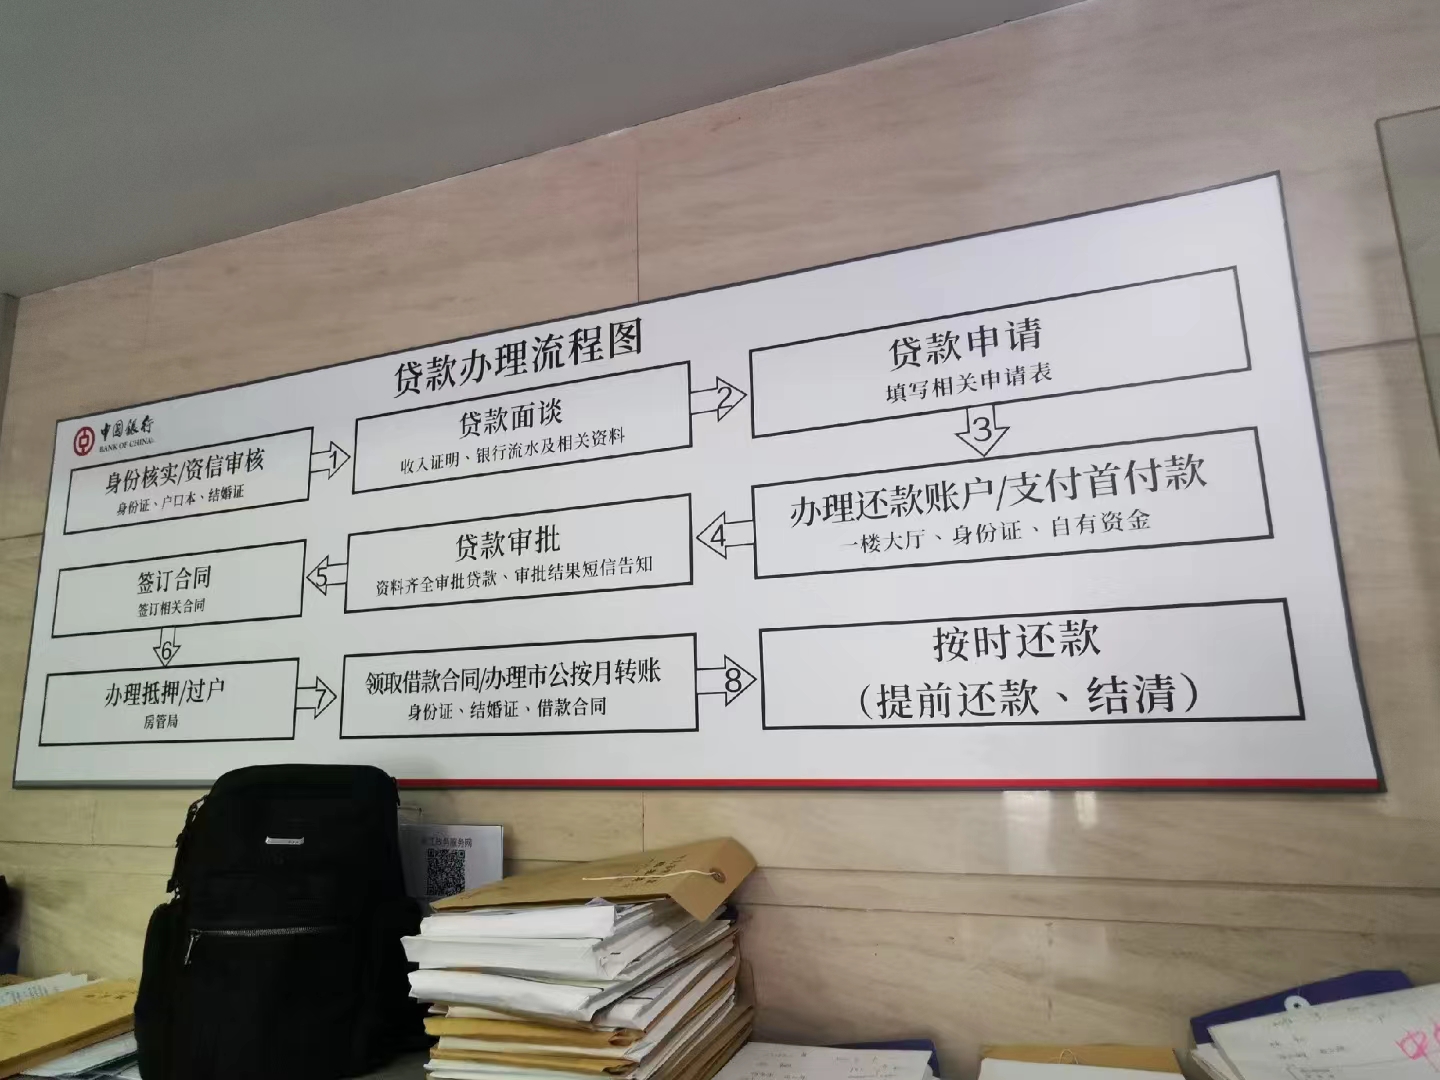 贷款办理流程图
中国银行
BANK OF CHINA
身份核实/资信审核
身份证、户口本、结婚证
1
贷款面谈
收入证明、银行流水及相关资料
2
贷款申请
填写相关申请表
3
办理还款账户/支付首付款
一楼大厅、身份证、自有资金
4
贷款审批
资料齐全审批贷款、审批结果短信告知
5
签订合同
签订相关合同
6
办理抵押/过户
房管局
7
领取借款合同/办理市公按月转账
身份证、结婚证、借款合同
8
按时还款
（提前还款、结清）